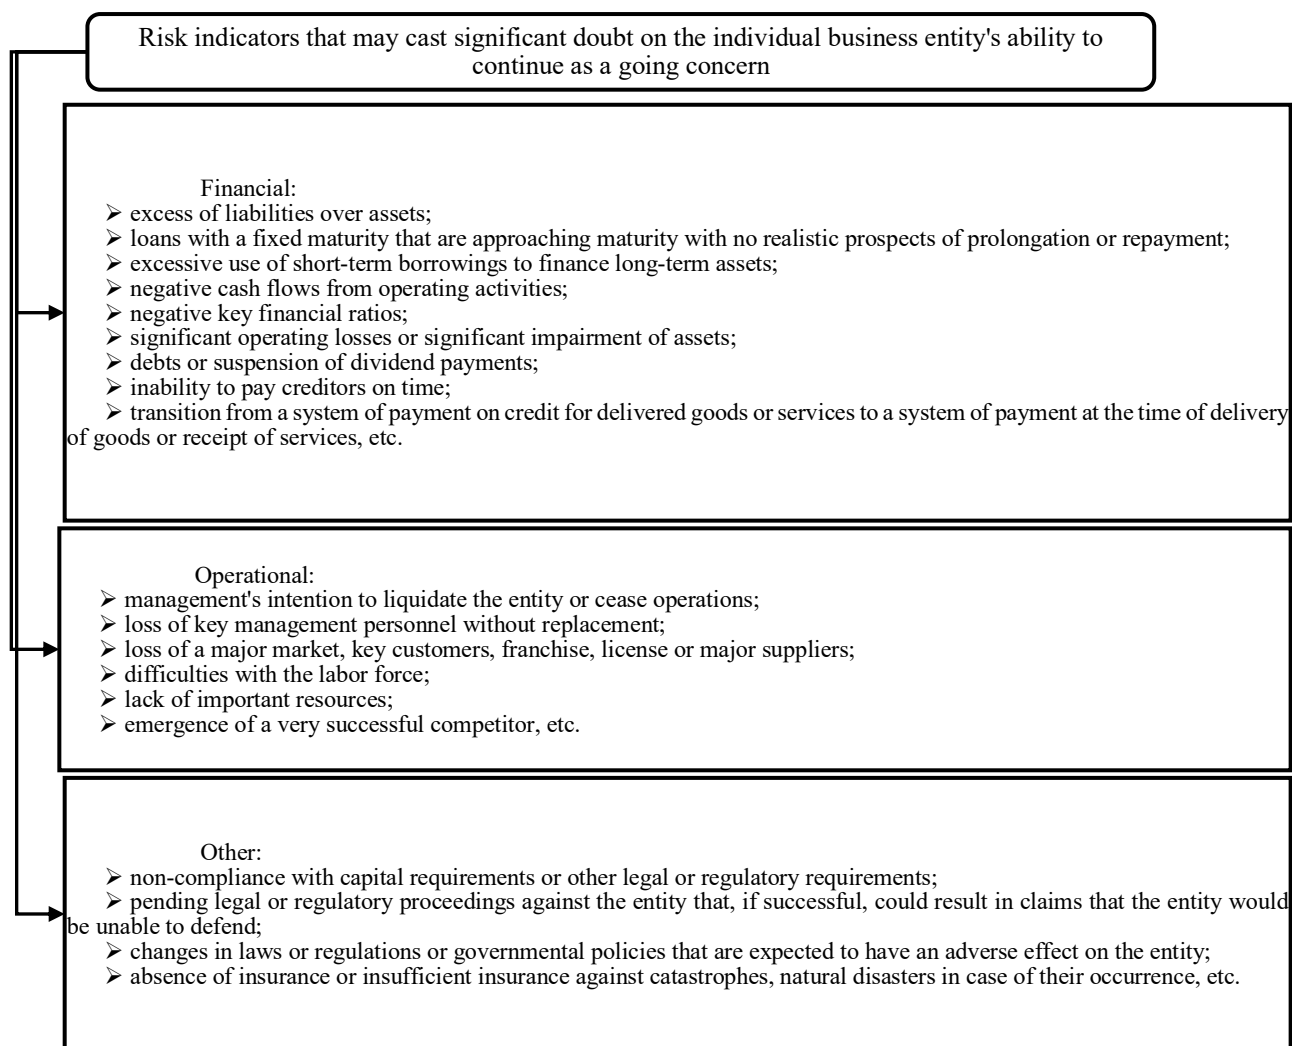 Risk indicators that may cast significant doubt on the individual business entity's ability to
continue as a going concern
Financial:
➢ excess of liabilities over assets;
➢ loans with a fixed maturity that are approaching maturity with no realistic prospects of prolongation or repayment;
➢ excessive use of short-term borrowings to finance long-term assets;
➢ negative cash flows from operating activities;
➢ negative key financial ratios;
➢ significant operating losses or significant impairment of assets;
➢ debts or suspension of dividend payments;
➢ inability to pay creditors on time;
➢ transition from a system of payment on credit for delivered goods or services to a system of payment at the time of delivery
of goods or receipt of services, etc.
Operational:
➢ management's intention to liquidate the entity or cease operations;
➢ loss of key management personnel without replacement;
➢ loss of a major market, key customers, franchise, license or major suppliers;
➢ difficulties with the labor force;
➢ lack of important resources;
➢ emergence of a very successful competitor, etc.
Other:
➢ non-compliance with capital requirements or other legal or regulatory requirements;
➢ pending legal or regulatory proceedings against the entity that, if successful, could result in claims that the entity would
be unable to defend;
➢ changes in laws or regulations or governmental policies that are expected to have an adverse effect on the entity;
➢ absence of insurance or insufficient insurance against catastrophes, natural disasters in case of their occurrence, etc.